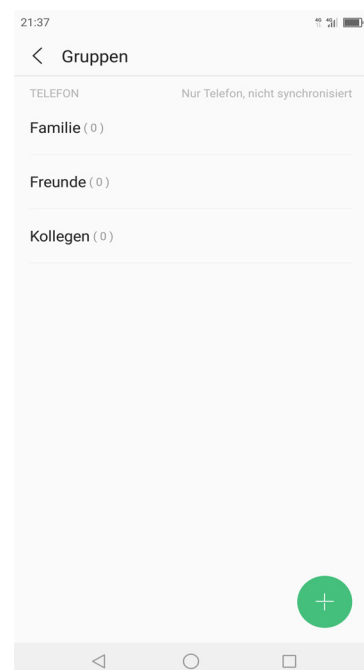 21:37
Gruppen
TELEFON Nur Telefon, nicht synchronisiert
Familie ( 0 )
Freunde ( 0 )
Kollegen ( 0 )